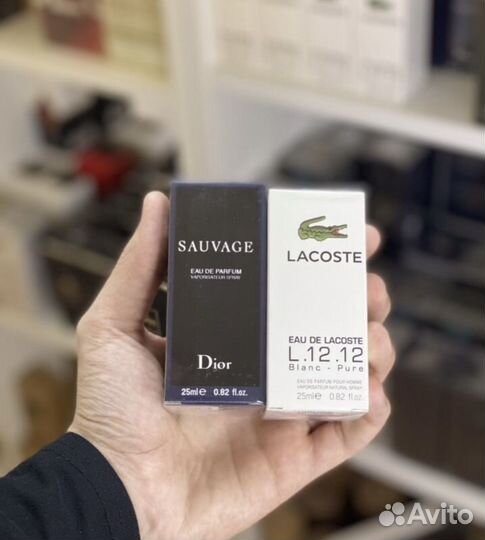 SAUVAGE
EAU DE PARFUM
VAPORISATEUR SPRAY
Dior
25ml e 0.82 fl.oz.
LACOSTE
EAU DE LACOSTE
L.12.12
Blanc - Pure
EAU DE PARFUM POUR HOMME
VAPORISATEUR NATURAL SPRAY
25ml e 0.82 fl.oz.
Avito